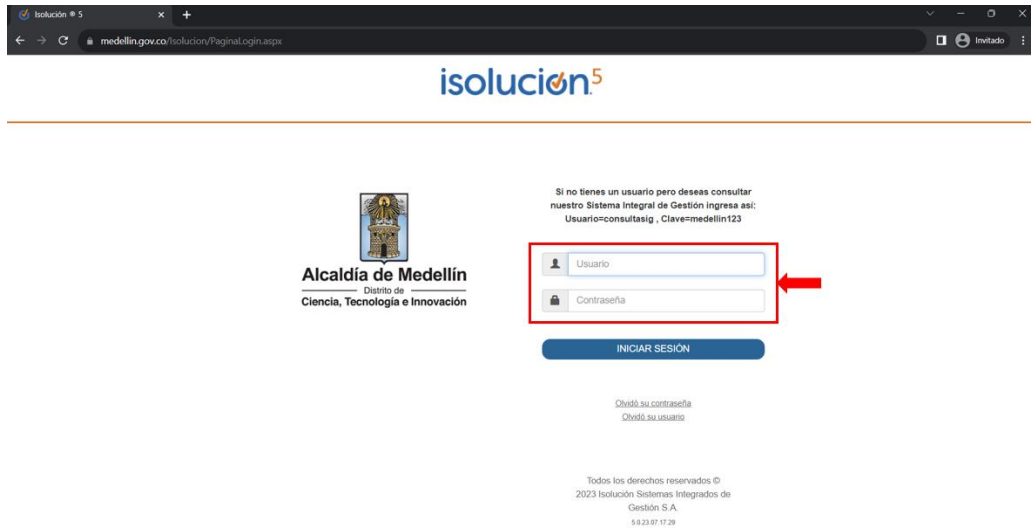 Isolución ® 5
medellin.gov.co/Isolucion/PaginaLogin.aspx
Invitado
isolución.5
Si no tienes un usuario pero deseas consultar
nuestro Sistema Integral de Gestión ingresa así:
Usuario=consultasig , Clave=medellin123
Usuario
Contraseña
Alcaldía de Medellín
Distrito de
Ciencia, Tecnología e Innovación
INICIAR SESIÓN
Olvidó su contraseña
Olvidó su usuario
Todos los derechos reservados ©
2023 Isolución Sistemas Integrados de
Gestión S.A.
5.0.23.07.17.29